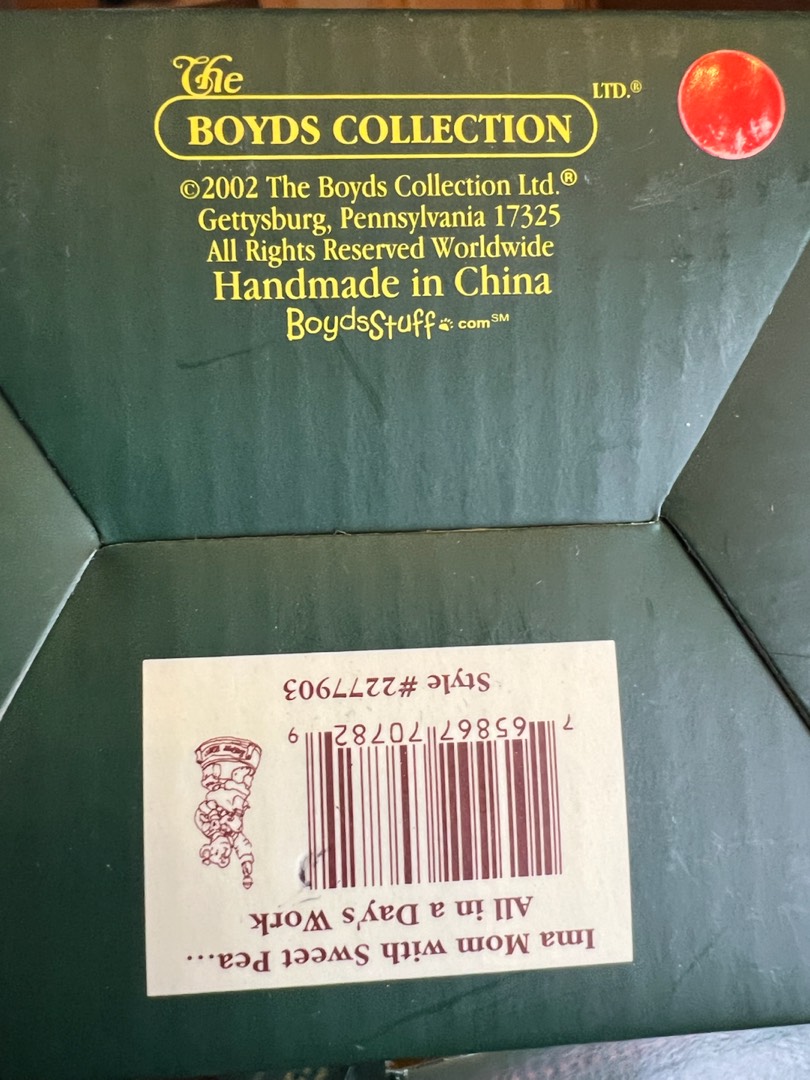 The
BOYDS COLLECTION LTD.®
©2002 The Boyds Collection Ltd.®
Gettysburg, Pennsylvania 17325
All Rights Reserved Worldwide
Handmade in China
BoydsStuff.com℠
Ima Mom with Sweet Pea...
All in a Day's Work
7 65867 70782 9
Style #2277903